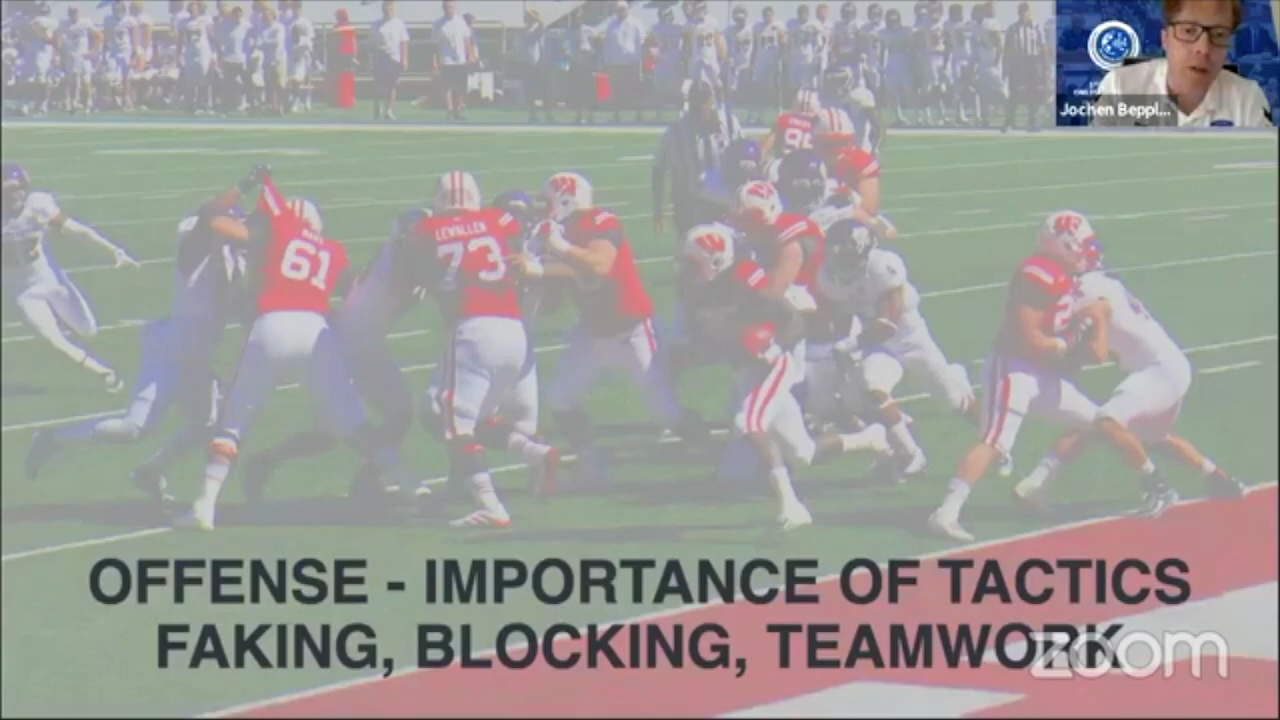 Jochen Beppl...
61
LEWALLEN
73
OFFENSE - IMPORTANCE OF TACTICS
FAKING, BLOCKING, TEAMWORK
zoom